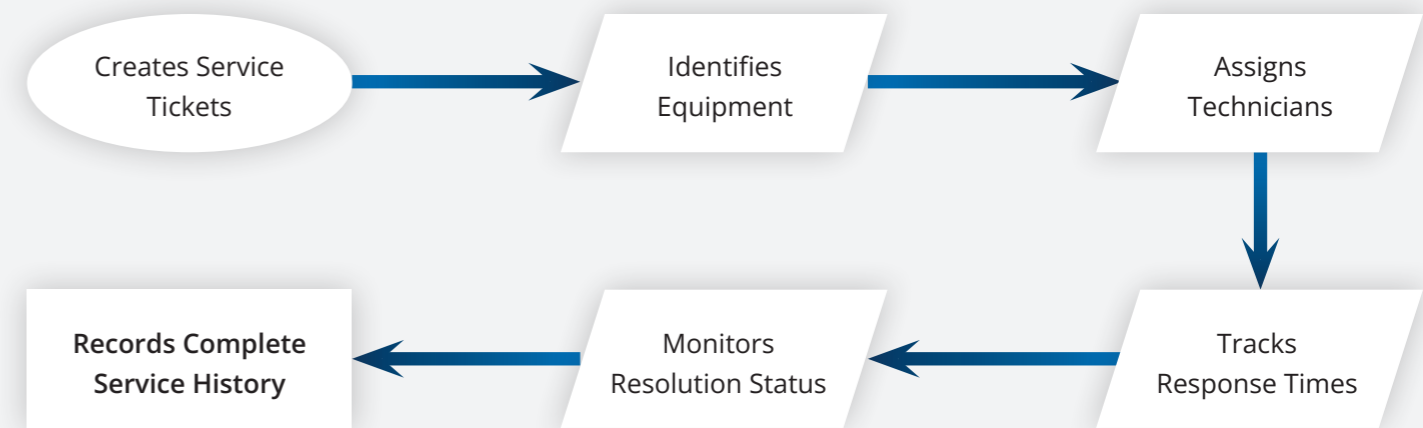 Creates Service
Tickets
Identifies
Equipment
Assigns
Technicians
Tracks
Response Times
Monitors
Resolution Status
Records Complete
Service History